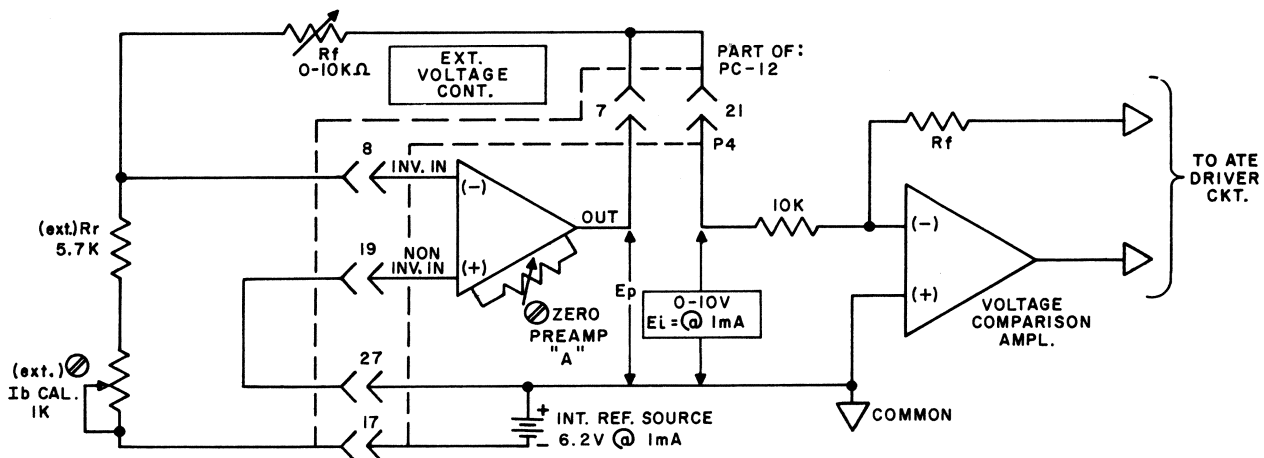 Rf
0-10KΩ
EXT.
VOLTAGE
CONT.
PART OF:
PC-12
7
21
P4
8
INV. IN
(-)
OUT
(ext.)Rr
5.7K
19
NON
INV. IN
(+)
ZERO
PREAMP
"A"
Ep
0-10V
Ei=@ 1mA
10K
Rf
(-)
(+)
VOLTAGE
COMPARISON
AMPL.
TO ATE
DRIVER
CKT.
(ext.)
Ib CAL.
1K
27
17
+
-
INT. REF. SOURCE
6.2V @ 1mA
COMMON